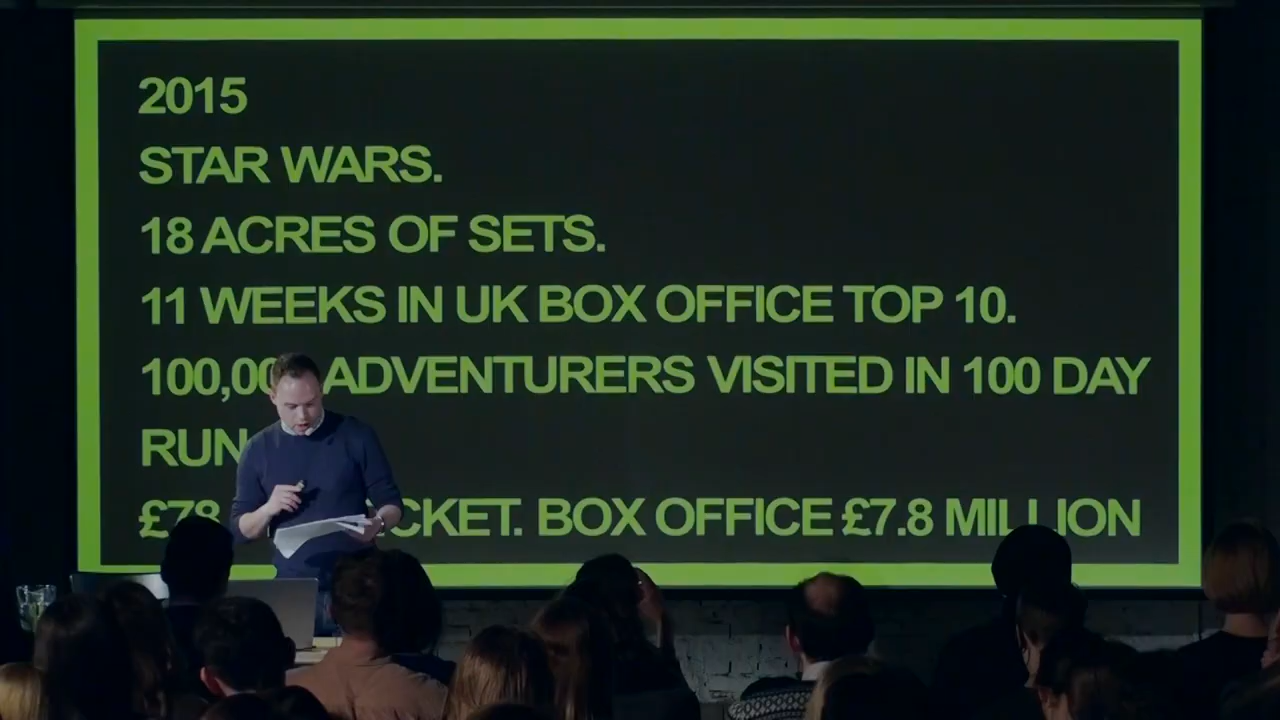 2015
STAR WARS.
18 ACRES OF SETS.
11 WEEKS IN UK BOX OFFICE TOP 10.
ADVENTURERS VISITED IN 100 DAY
RUN
BOX OFFICE £7.8 MILLION